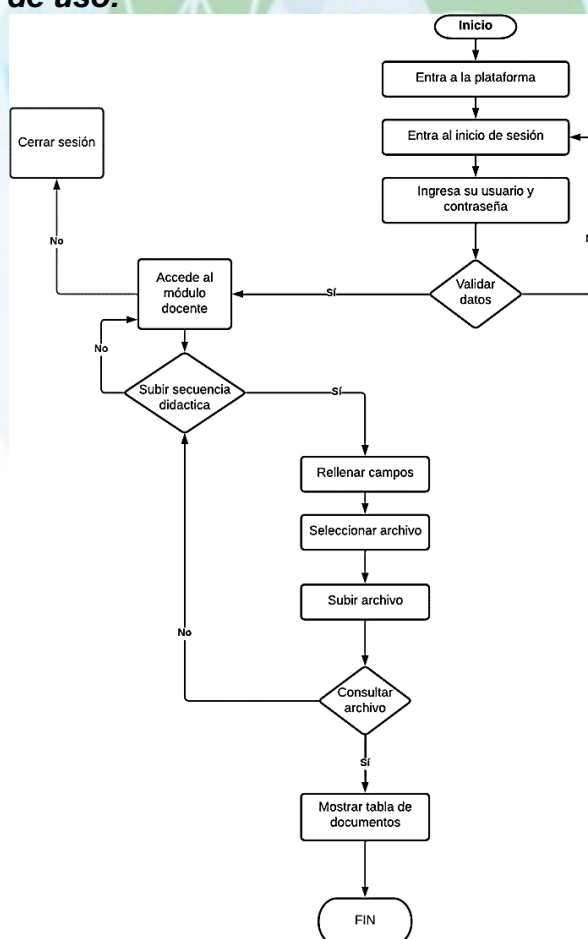 de uso.
Inicio
Entra a la plataforma
Entra al inicio de sesión
Cerrar sesión
Ingresa su usuario y
contraseña
No
Accede al
módulo
docente
Sí
Validar
datos
No
Subir secuencia
didactica
Sí
Rellenar campos
Seleccionar archivo
Subir archivo
No
Consultar
archivo
Sí
Mostrar tabla de
documentos
FIN